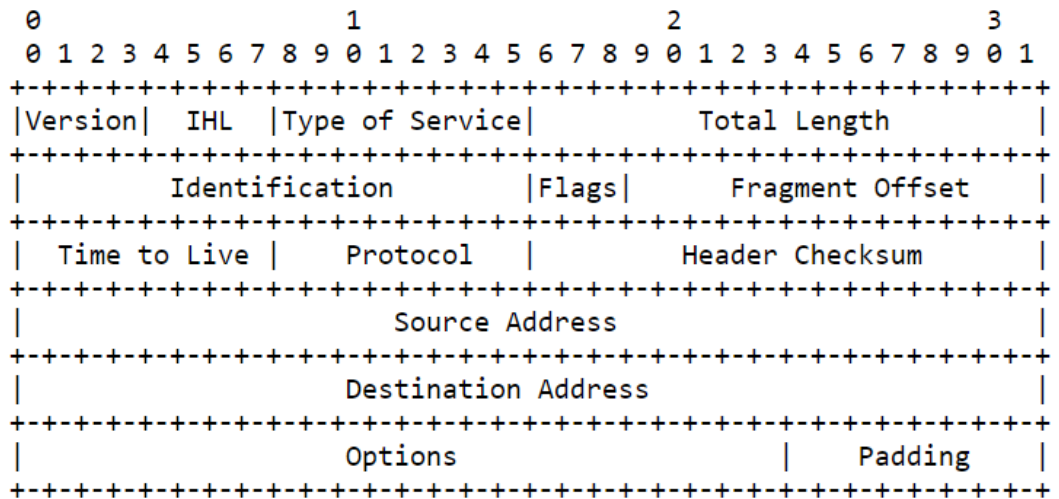 0                   1                   2                   3
 0 1 2 3 4 5 6 7 8 9 0 1 2 3 4 5 6 7 8 9 0 1 2 3 4 5 6 7 8 9 0 1
+-+-+-+-+-+-+-+-+-+-+-+-+-+-+-+-+-+-+-+-+-+-+-+-+-+-+-+-+-+-+-+-+
|Version|  IHL  |Type of Service|          Total Length         |
+-+-+-+-+-+-+-+-+-+-+-+-+-+-+-+-+-+-+-+-+-+-+-+-+-+-+-+-+-+-+-+-+
|         Identification        |Flags|      Fragment Offset    |
+-+-+-+-+-+-+-+-+-+-+-+-+-+-+-+-+-+-+-+-+-+-+-+-+-+-+-+-+-+-+-+-+
|  Time to Live |    Protocol   |         Header Checksum       |
+-+-+-+-+-+-+-+-+-+-+-+-+-+-+-+-+-+-+-+-+-+-+-+-+-+-+-+-+-+-+-+-+
|                       Source Address                          |
+-+-+-+-+-+-+-+-+-+-+-+-+-+-+-+-+-+-+-+-+-+-+-+-+-+-+-+-+-+-+-+-+
|                    Destination Address                        |
+-+-+-+-+-+-+-+-+-+-+-+-+-+-+-+-+-+-+-+-+-+-+-+-+-+-+-+-+-+-+-+-+
|                    Options                    |    Padding    |
+-+-+-+-+-+-+-+-+-+-+-+-+-+-+-+-+-+-+-+-+-+-+-+-+-+-+-+-+-+-+-+-+